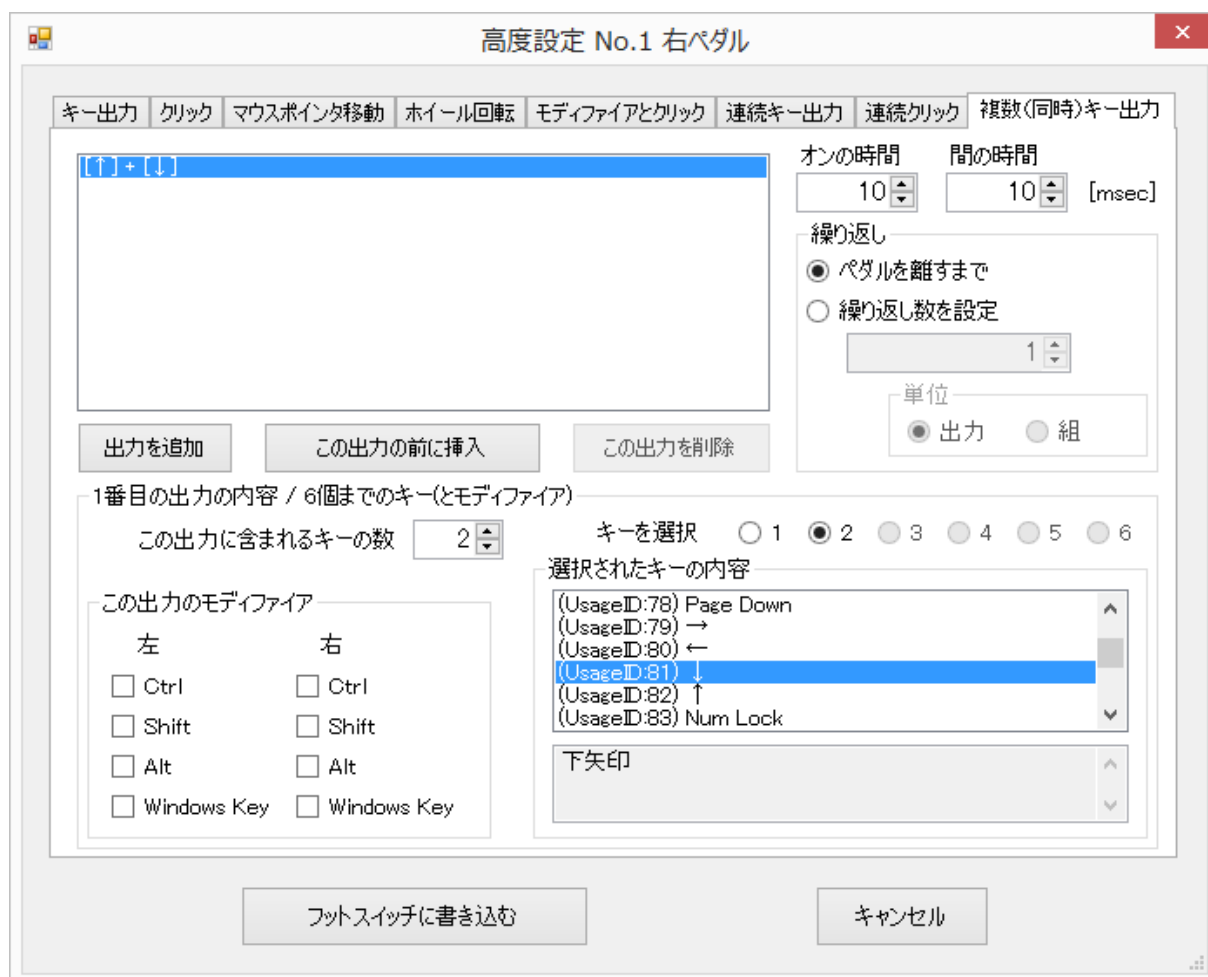 高度設定 No.1 右ペダル
キー出力 クリック マウスポインタ移動 ホイール回転 モディファイアとクリック 連続キー出力 連続クリック 複数(同時)キー出力
[↑] + [↓]
オンの時間 間の時間
10 10 [msec]
繰り返し
ペダルを離すまで
繰り返し数を設定
1
単位
出力 組
出力を追加 この出力の前に挿入 この出力を削除
1番目の出力の内容 / 6個までのキー(とモディファイア)
この出力に含まれるキーの数 2 キーを選択 1 2 3 4 5 6
この出力のモディファイア
左 右
Ctrl Ctrl
Shift Shift
Alt Alt
Windows Key Windows Key
選択されたキーの内容
(UsageID:78) Page Down
(UsageID:79) →
(UsageID:80) ←
(UsageID:81) ↓
(UsageID:82) ↑
(UsageID:83) Num Lock
下矢印
フットスイッチに書き込む キャンセル